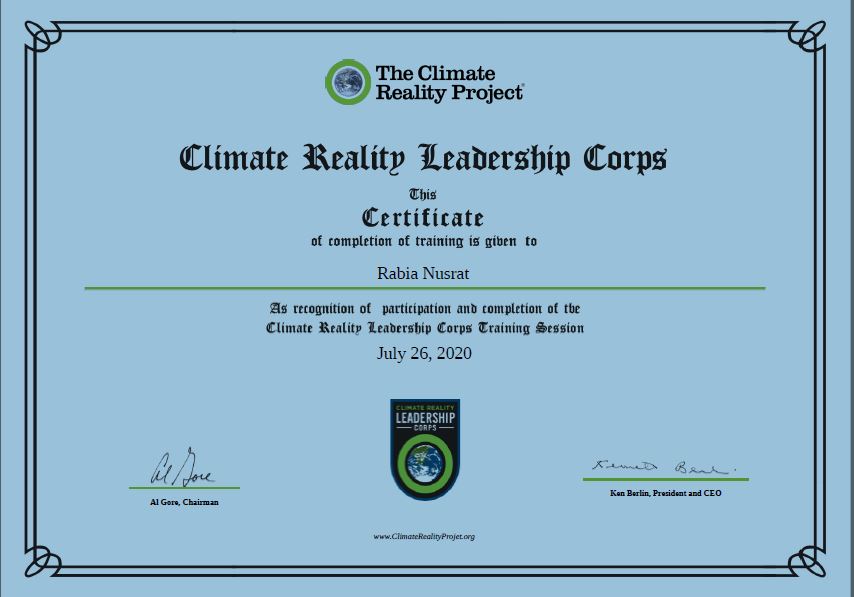 The Climate
Reality Project®
Climate Reality Leadership Corps
This
Certificate
of completion of training is given to
Rabia Nusrat
As recognition of participation and completion of the
Climate Reality Leadership Corps Training Session
July 26, 2020
CLIMATE REALITY
LEADERSHIP
CORPS
Al Gore
Al Gore, Chairman
Kenneth Berlin
Ken Berlin, President and CEO
www.ClimateRealityProjet.org